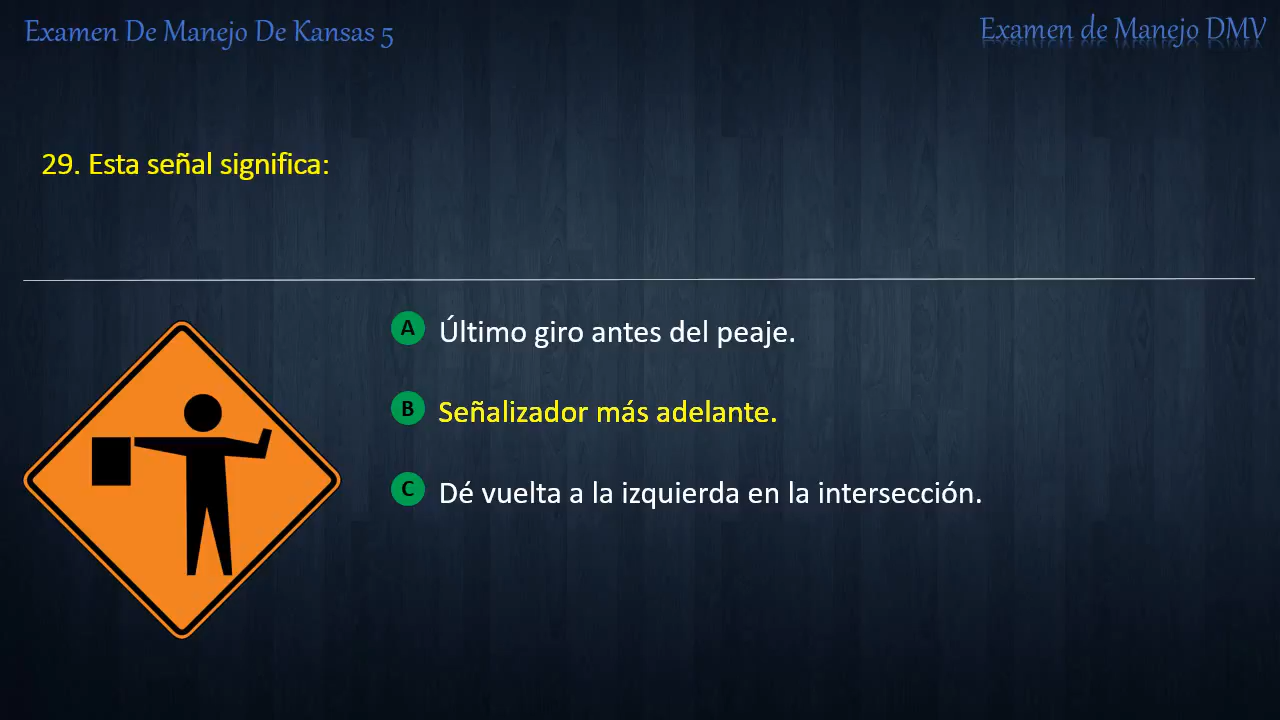 Examen De Manejo De Kansas 5
Examen de Manejo DMV
29. Esta señal significa:
A Último giro antes del peaje.
B Señalizador más adelante.
C Dé vuelta a la izquierda en la intersección.